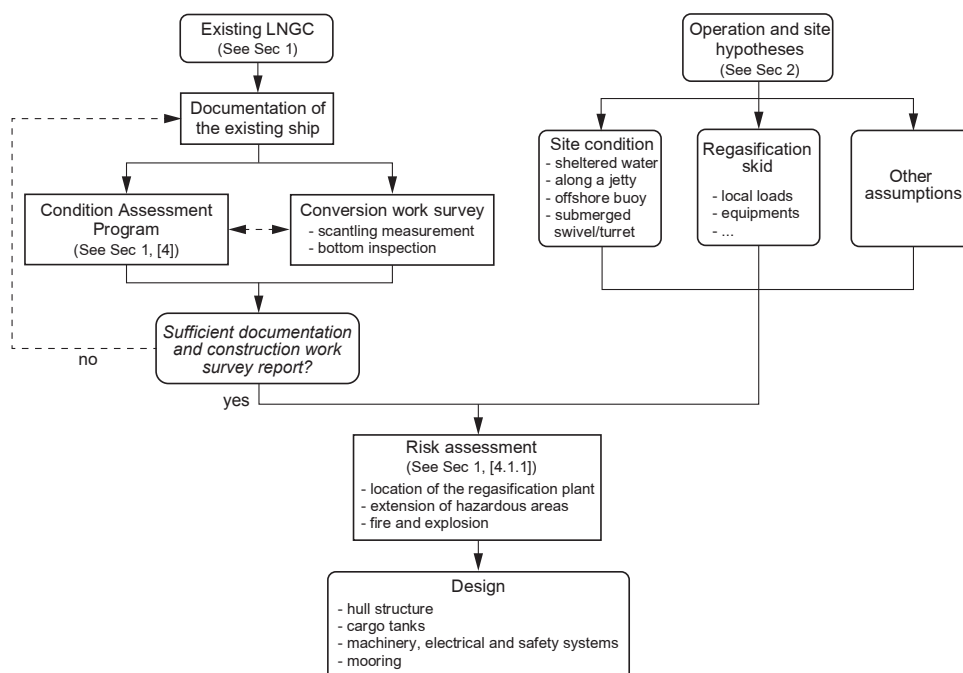 Existing LNGC
(See Sec 1)
Operation and site
hypotheses
(See Sec 2)
Documentation of
the existing ship
Site condition
- sheltered water
- along a jetty
- offshore buoy
- submerged
swivel/turret
Regasification
skid
- local loads
- equipments
- ...
Other
assumptions
Condition Assessment
Program
(See Sec 1, [4])
Conversion work survey
- scantling measurement
- bottom inspection
Sufficient documentation
and construction work
survey report?
no
yes
Risk assessment
(See Sec 1, [4.1.1])
- location of the regasification plant
- extension of hazardous areas
- fire and explosion
Design
- hull structure
- cargo tanks
- machinery, electrical and safety systems
- mooring